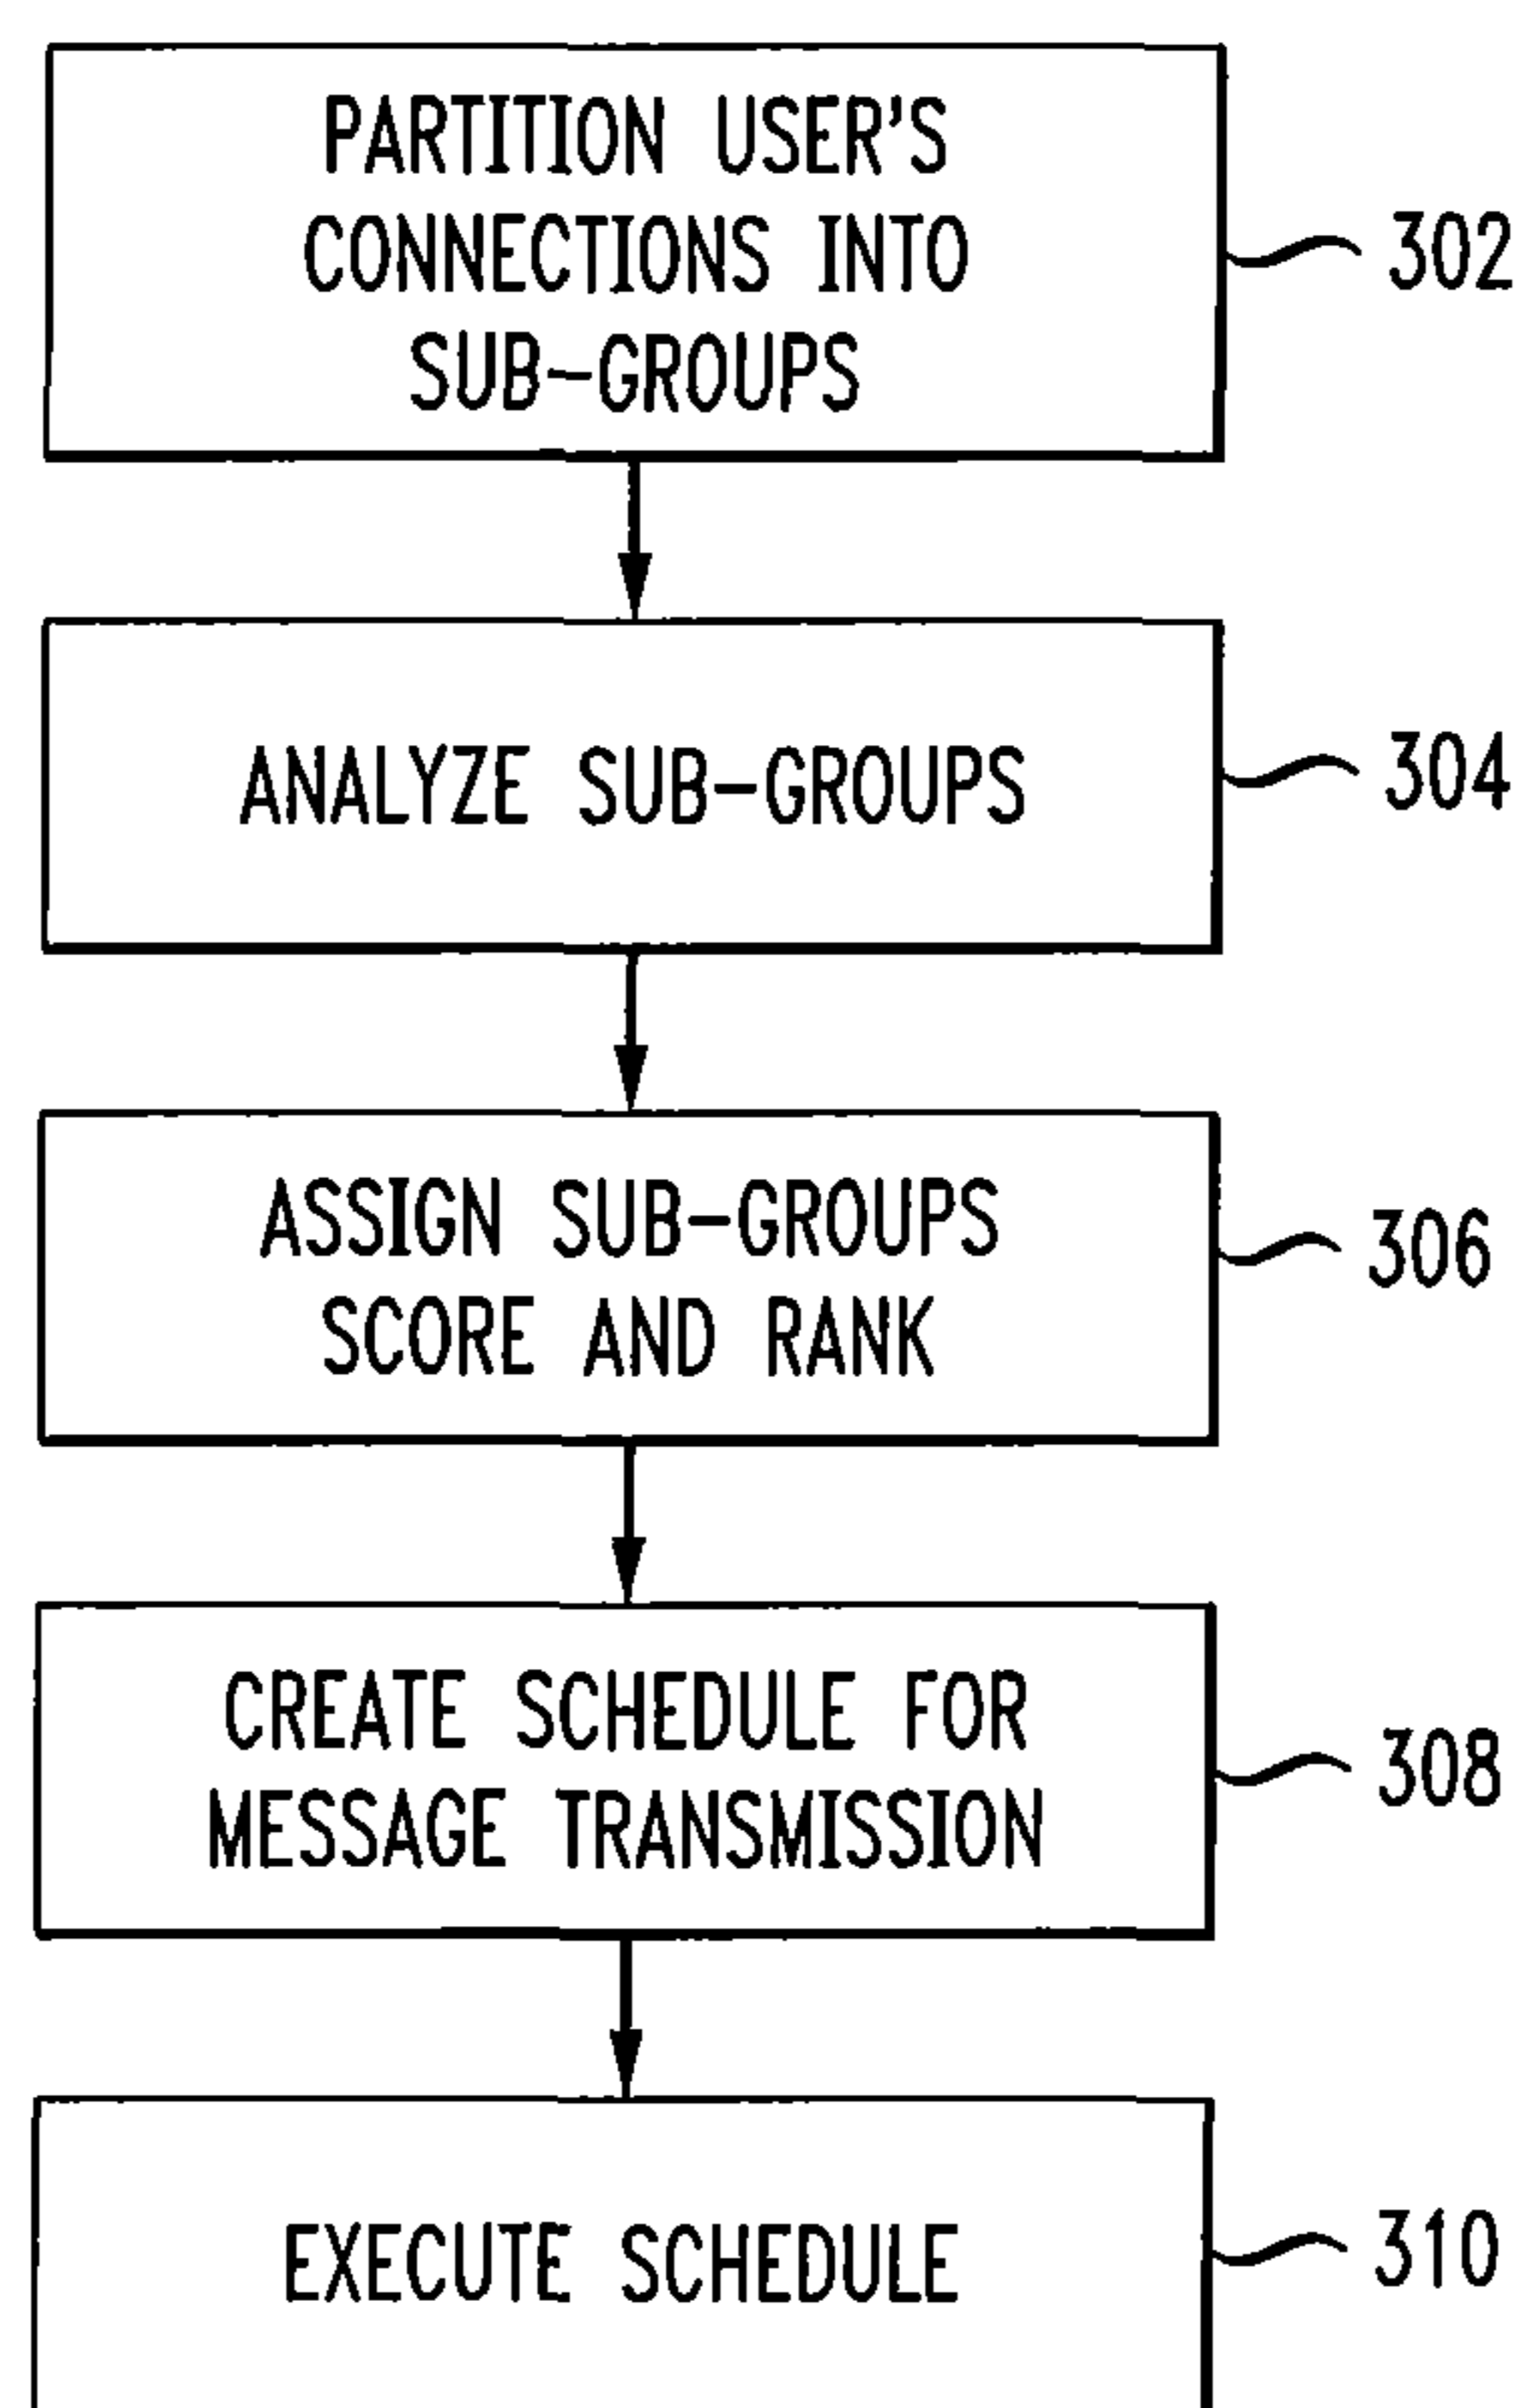 PARTITION USER'S
CONNECTIONS INTO
SUB-GROUPS
302
ANALYZE SUB-GROUPS
304
ASSIGN SUB-GROUPS
SCORE AND RANK
306
CREATE SCHEDULE FOR
MESSAGE TRANSMISSION
308
EXECUTE SCHEDULE
310